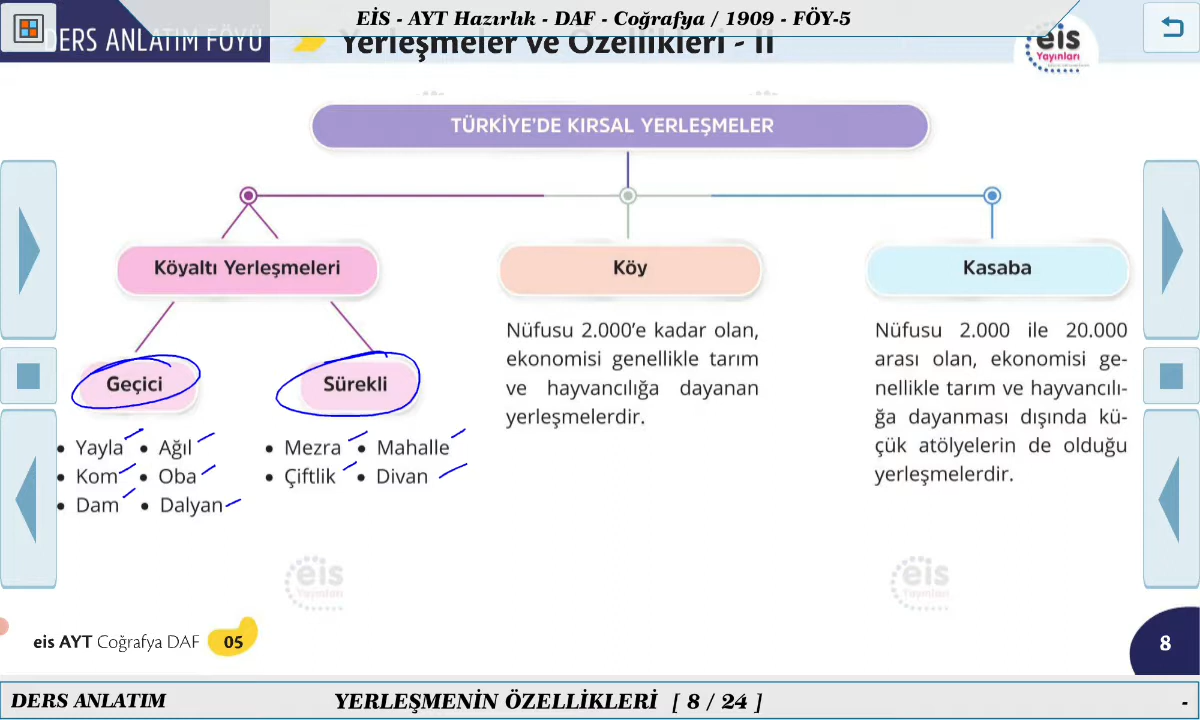 EİS - AYT Hazırlık - DAF - Coğrafya / 1909 - FÖY-5
DERS ANLATIM FÖYÜ
Yerleşmeler ve Özellikleri - II
eis
Yayınları
TÜRKİYE'DE KIRSAL YERLEŞMELER
Köyaltı Yerleşmeleri
Geçici
• Yayla • Ağıl
• Kom • Oba
• Dam • Dalyan
Sürekli
• Mezra • Mahalle
• Çiftlik • Divan
Köy
Nüfusu 2.000'e kadar olan,
ekonomisi genellikle tarım
ve hayvancılığa dayanan
yerleşmelerdir.
Kasaba
Nüfusu 2.000 ile 20.000
arası olan, ekonomisi ge-
nellikle tarım ve hayvancılı-
ğa dayanması dışında kü-
çük atölyelerin de olduğu
yerleşmelerdir.
eis
Yayınları
eis
Yayınları
eis AYT Coğrafya DAF 05
8
DERS ANLATIM YERLEŞMENİN ÖZELLİKLERİ [ 8 / 24 ] -